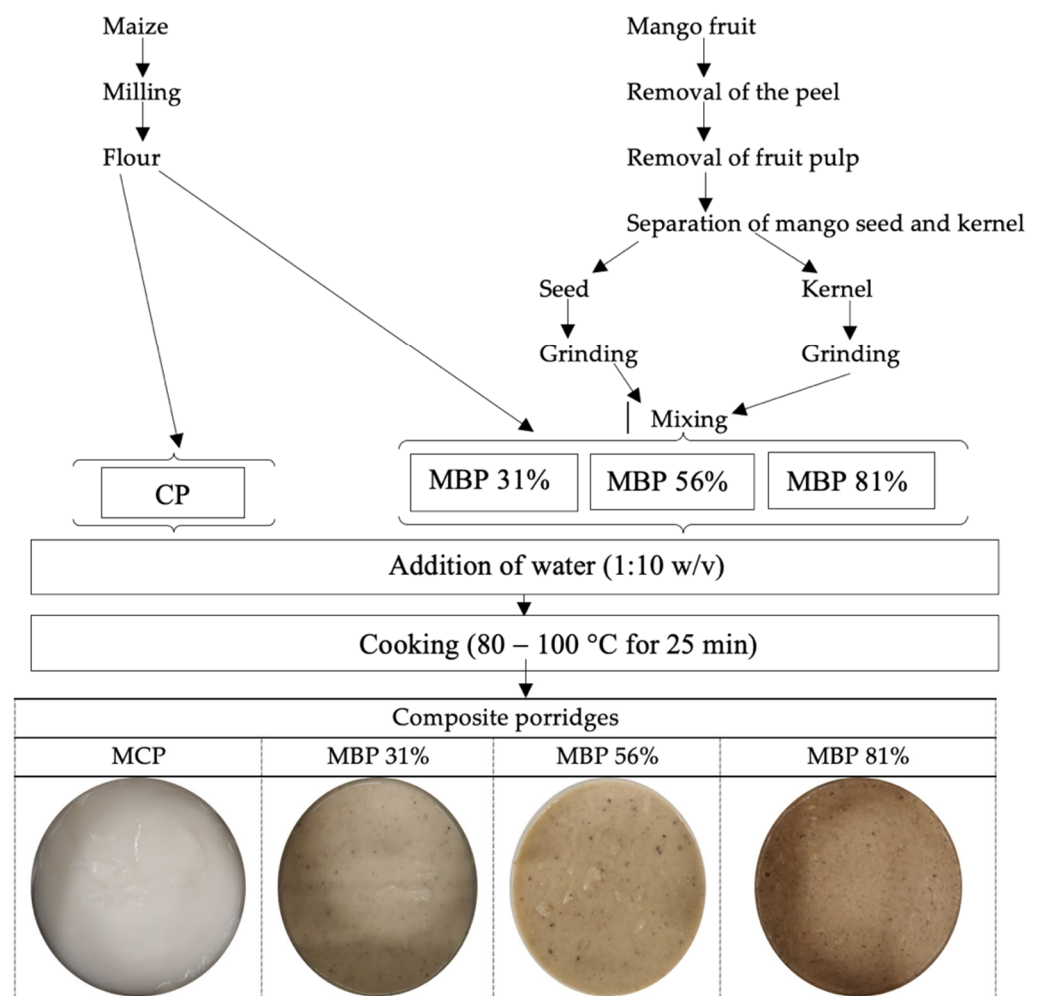 Maize
Mango fruit
Milling
Removal of the peel
Flour
Removal of fruit pulp
Separation of mango seed and kernel
Seed
Kernel
Grinding
Grinding
Mixing
CP
MBP 31%
MBP 56%
MBP 81%
Addition of water (1:10 w/v)
Cooking (80 – 100 °C for 25 min)
Composite porridges
MCP
MBP 31%
MBP 56%
MBP 81%